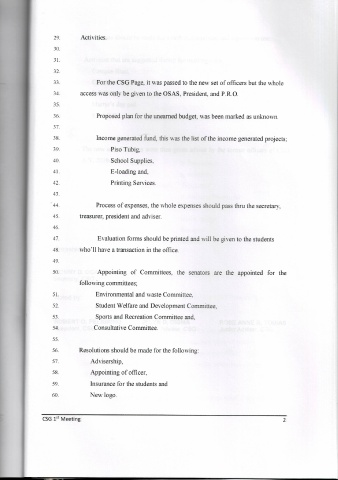 29. Activities.
30.
31.
32.
33. For the CSG Page, it was passed to the new set of officers but the whole
34. access was only be given to the OSAS, President, and P.R.O.
35.
36. Proposed plan for the unearned budget, was been marked as unknown.
37.
38. Income generated fund, this was the list of the income generated projects;
39. Piso Tubig,
40. School Supplies,
41. E-loading and,
42. Printing Services.
43.
44. Process of expenses, the whole expenses should pass thru the secretary,
45. treasurer, president and adviser.
46.
47. Evaluation forms should be printed and will be given to the students
48. who'll have a transaction in the office.
49.
50. Appointing of Committees, the senators are the appointed for the
following committees;
51. Environmental and waste Committee,
52. Student Welfare and Development Committee,
53. Sports and Recreation Committee and,
54. Consultative Committee.
55.
56. Resolutions should be made for the following:
57. Advisership,
58. Appointing of officer,
59. Insurance for the students and
60. New logo.
CSG 1st Meeting 2